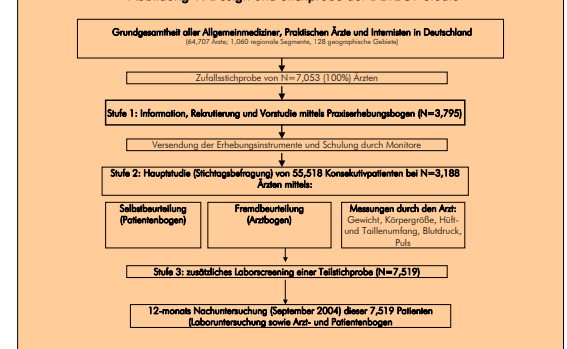 Grundgesamtheit aller Allgemeinmediziner, Praktischen Ärzte und Internisten in Deutschland
(64,707 Ärzte; 1,060 regionale Segmente, 128 geographische Gebiete)
Zufallsstichprobe von N=7,053 (100%) Ärzten
Stufe 1: Information, Rekrutierung und Vorstudie mittels Praxiserhebungsbogen (N=3,795)
Versendung der Erhebungsinstrumente und Schulung durch Monitore
Stufe 2: Hauptstudie (Stichtagsbefragung) von 55,518 Konsekutivpatienten bei N=3,188
Ärzten mittels:
Selbstbeurteilung
(Patientenbogen)
Fremdbeurteilung
(Arztbogen)
Messungen durch den Arzt:
Gewicht, Körpergröße, Hüft-
und Taillenumfang, Blutdruck,
Puls
Stufe 3: zusätzliches Laborscreening einer Teilstichprobe (N=7,519)
12-monats Nachuntersuchung (September 2004) dieser 7,519 Patienten
(Laboruntersuchung sowie Arzt- und Patientenbogen